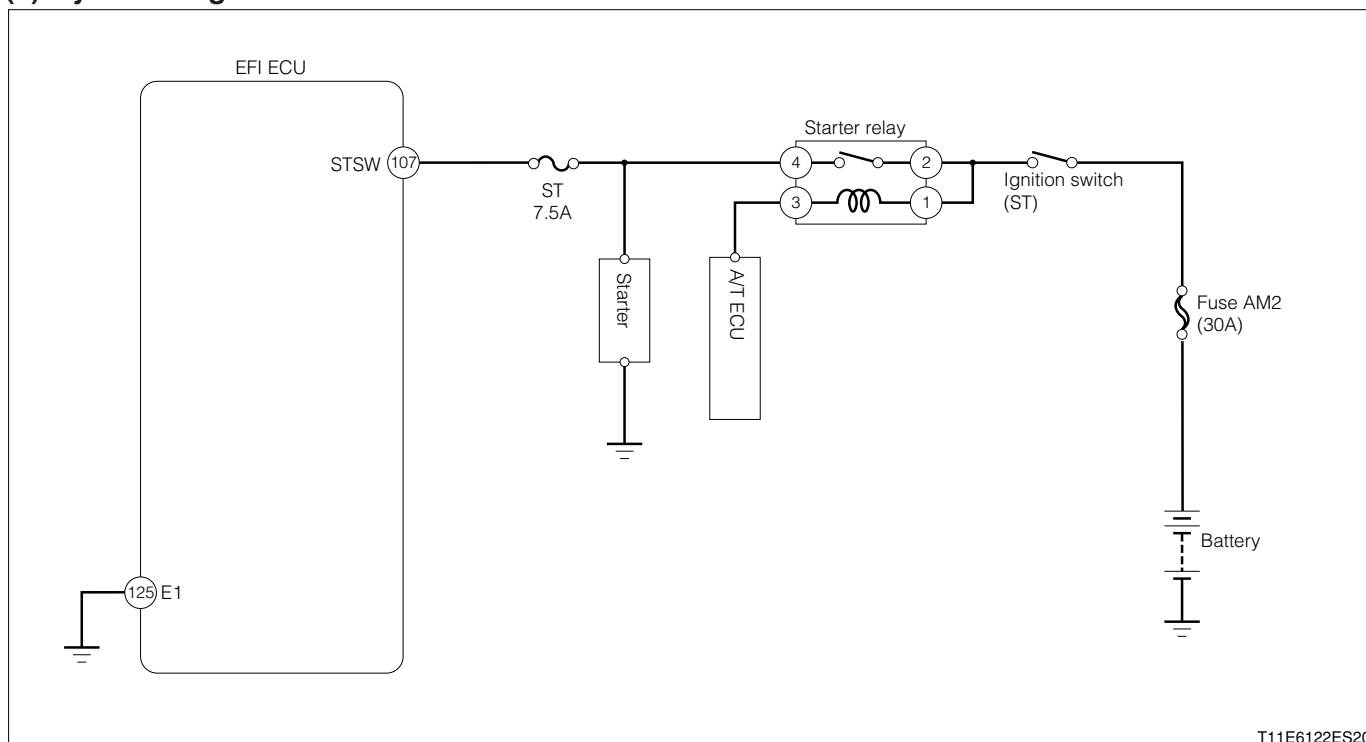 EFI ECU
STSW 107
ST
7.5A
Starter
Starter relay
4
2
3
1
A/T ECU
Ignition switch
(ST)
Fuse AM2
(30A)
Battery
125 E1
T11E6122ES20